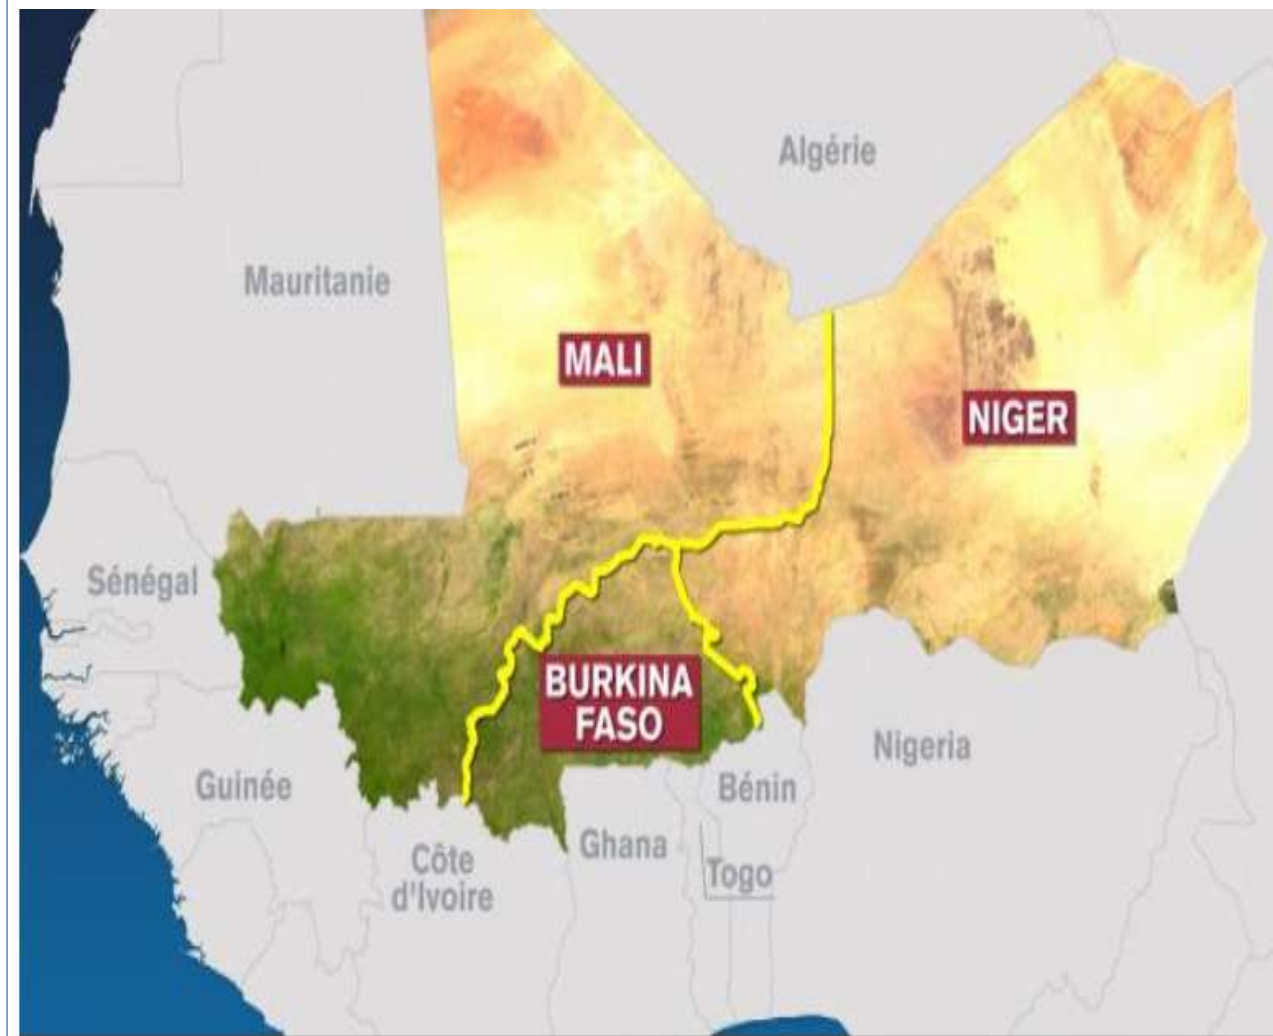 Algérie
Mauritanie
MALI
NIGER
Sénégal
BURKINA
FASO
Nigeria
Guinée
Bénin
Ghana
Côte
d'Ivoire
Togo